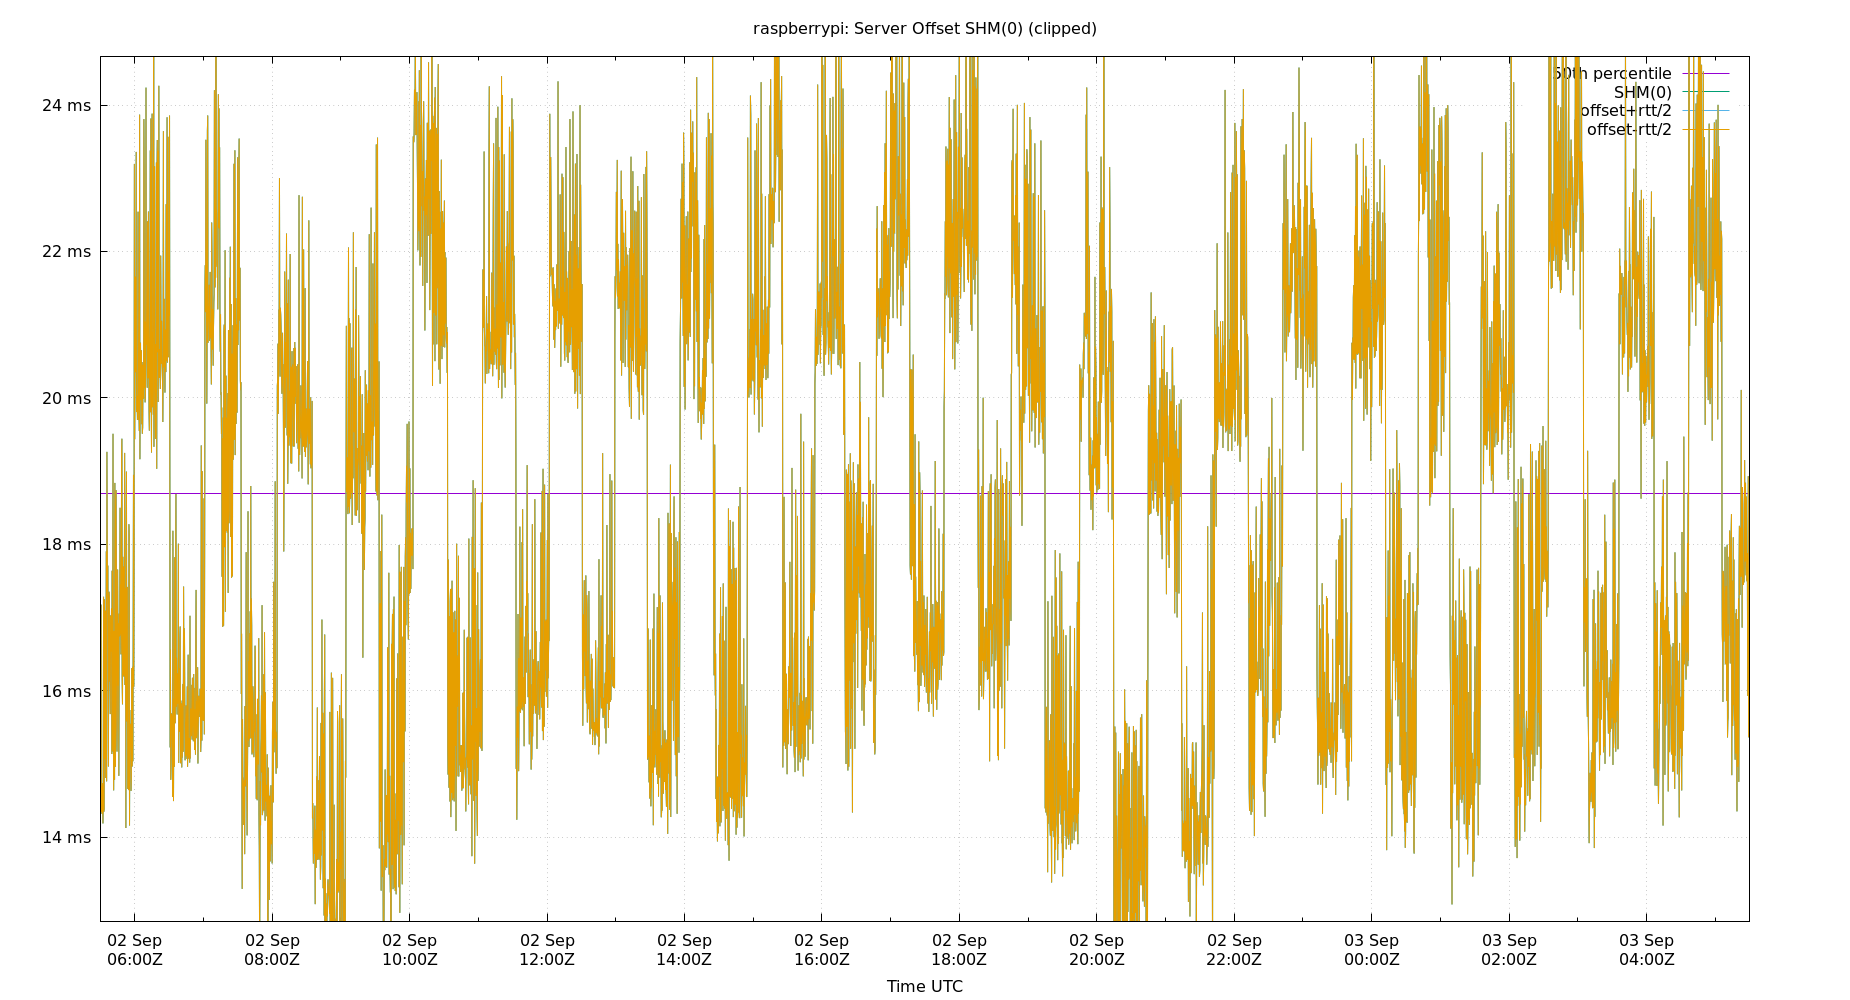 raspberrypi: Server Offset SHM(0) (clipped)
50th percentile
SHM(0)
offset+rtt/2
offset-rtt/2
24 ms
22 ms
20 ms
18 ms
16 ms
14 ms
02 Sep 02 Sep 02 Sep 02 Sep 02 Sep 02 Sep 02 Sep 02 Sep 02 Sep 03 Sep 03 Sep 03 Sep
06:00Z 08:00Z 10:00Z 12:00Z 14:00Z 16:00Z 18:00Z 20:00Z 22:00Z 00:00Z 02:00Z 04:00Z
Time UTC